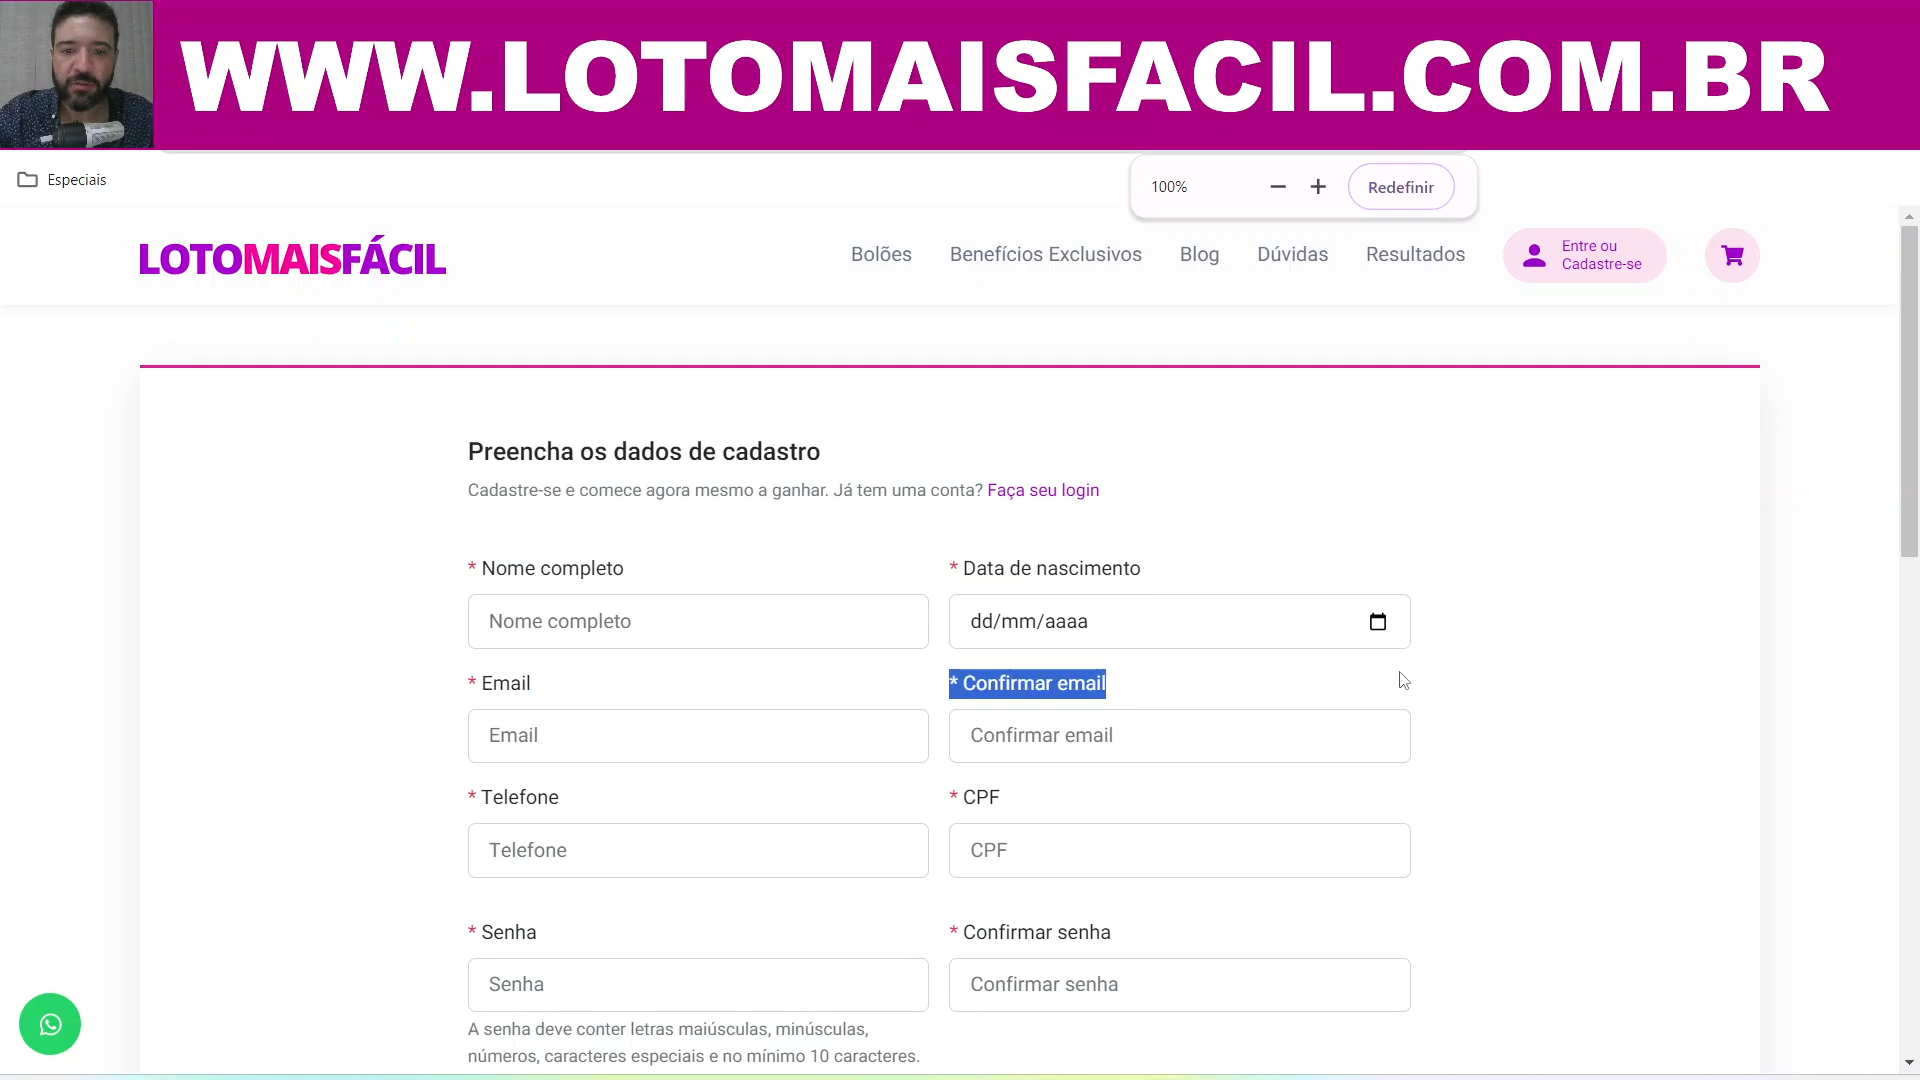 WWW.LOTOMAISFACIL.COM.BR
Especiais
100%
Redefinir
LOTOMAISFÁCIL
Bolões
Benefícios Exclusivos
Blog
Dúvidas
Resultados
Entre ou
Cadastre-se
Preencha os dados de cadastro
Cadastre-se e comece agora mesmo a ganhar. Já tem uma conta? Faça seu login
* Nome completo
* Data de nascimento
Nome completo
dd/mm/aaaa
* Email
* Confirmar email
Email
Confirmar email
* Telefone
* CPF
Telefone
CPF
* Senha
* Confirmar senha
Senha
Confirmar senha
A senha deve conter letras maiúsculas, minúsculas,
números, caracteres especiais e no mínimo 10 caracteres.